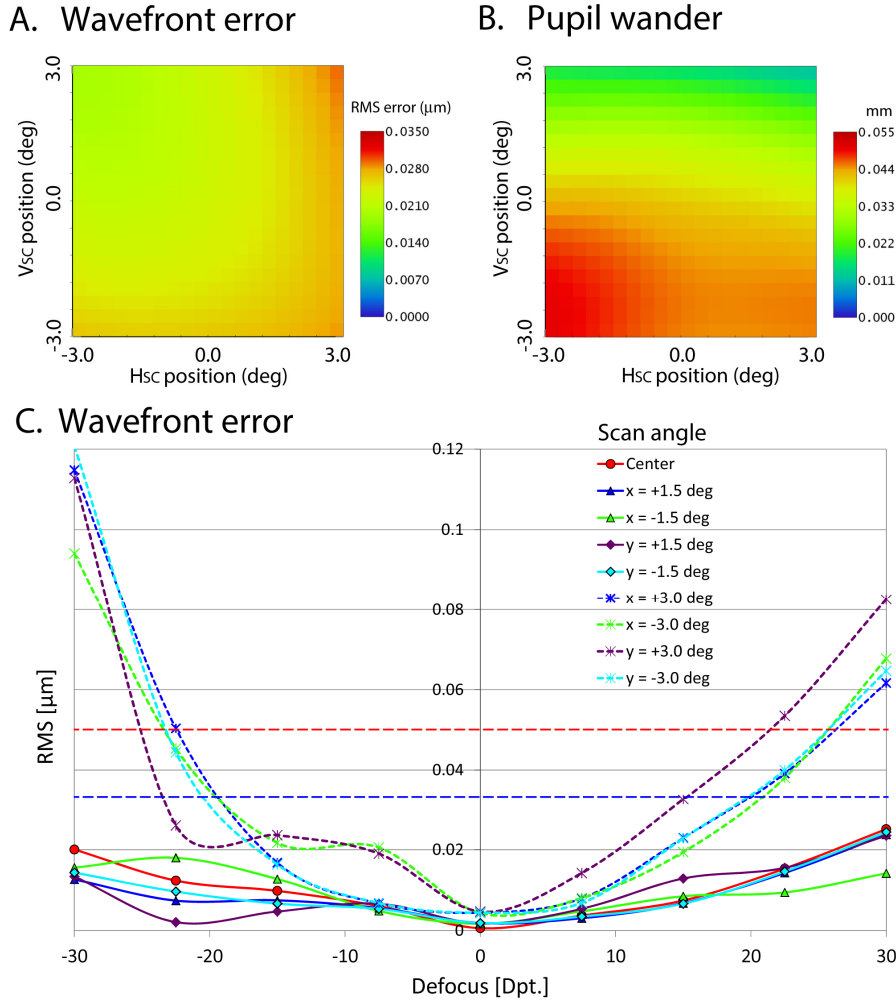 A. Wavefront error
3.0
0.0
-3.0
Vsc position (deg)
-3.0 0.0 3.0
Hsc position (deg)
RMS error (μm)
0.0350
0.0280
0.0210
0.0140
0.0070
0.0000
B. Pupil wander
3.0
0.0
-3.0
Vsc position (deg)
-3.0 0.0 3.0
Hsc position (deg)
mm
0.055
0.044
0.033
0.022
0.011
0.000
C. Wavefront error
0.12
0.1
0.08
0.06
0.04
0.02
0
RMS [μm]
Scan angle
Center
x = +1.5 deg
x = -1.5 deg
y = +1.5 deg
y = -1.5 deg
x = +3.0 deg
x = -3.0 deg
y = +3.0 deg
y = -3.0 deg
-30 -20 -10 0 10 20 30
Defocus [Dpt.]